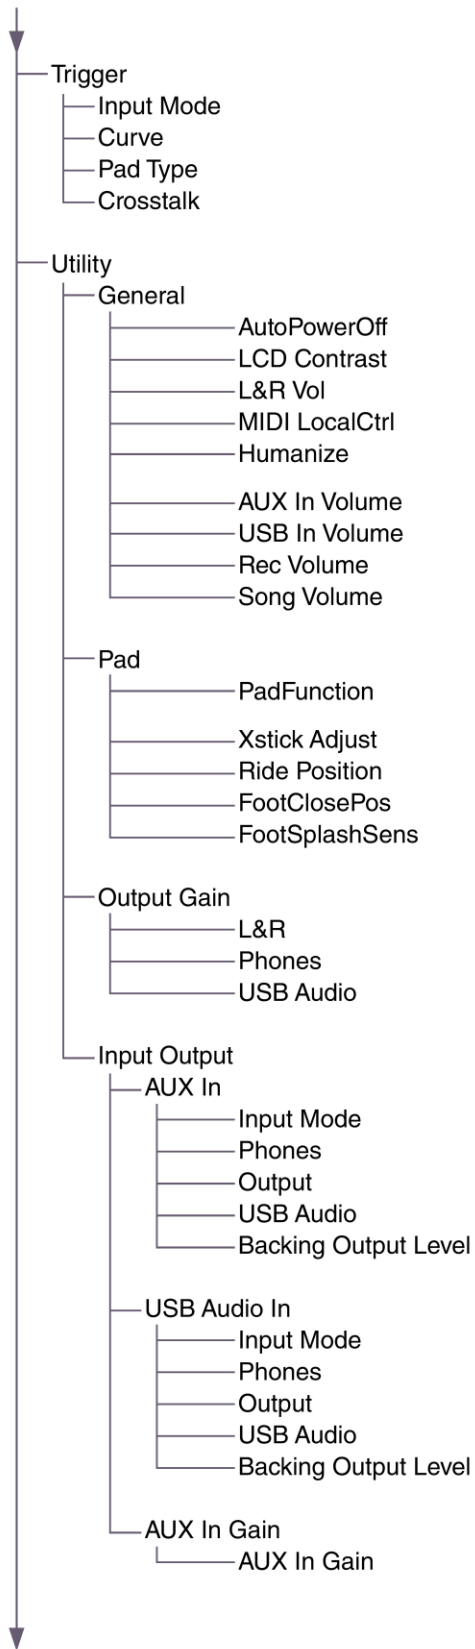 Trigger
Input Mode
Curve
Pad Type
Crosstalk
Utility
General
AutoPowerOff
LCD Contrast
L&R Vol
MIDI LocalCtrl
Humanize
AUX In Volume
USB In Volume
Rec Volume
Song Volume
Pad
PadFunction
Xstick Adjust
Ride Position
FootClosePos
FootSplashSens
Output Gain
L&R
Phones
USB Audio
Input Output
AUX In
Input Mode
Phones
Output
USB Audio
Backing Output Level
USB Audio In
Input Mode
Phones
Output
USB Audio
Backing Output Level
AUX In Gain
AUX In Gain